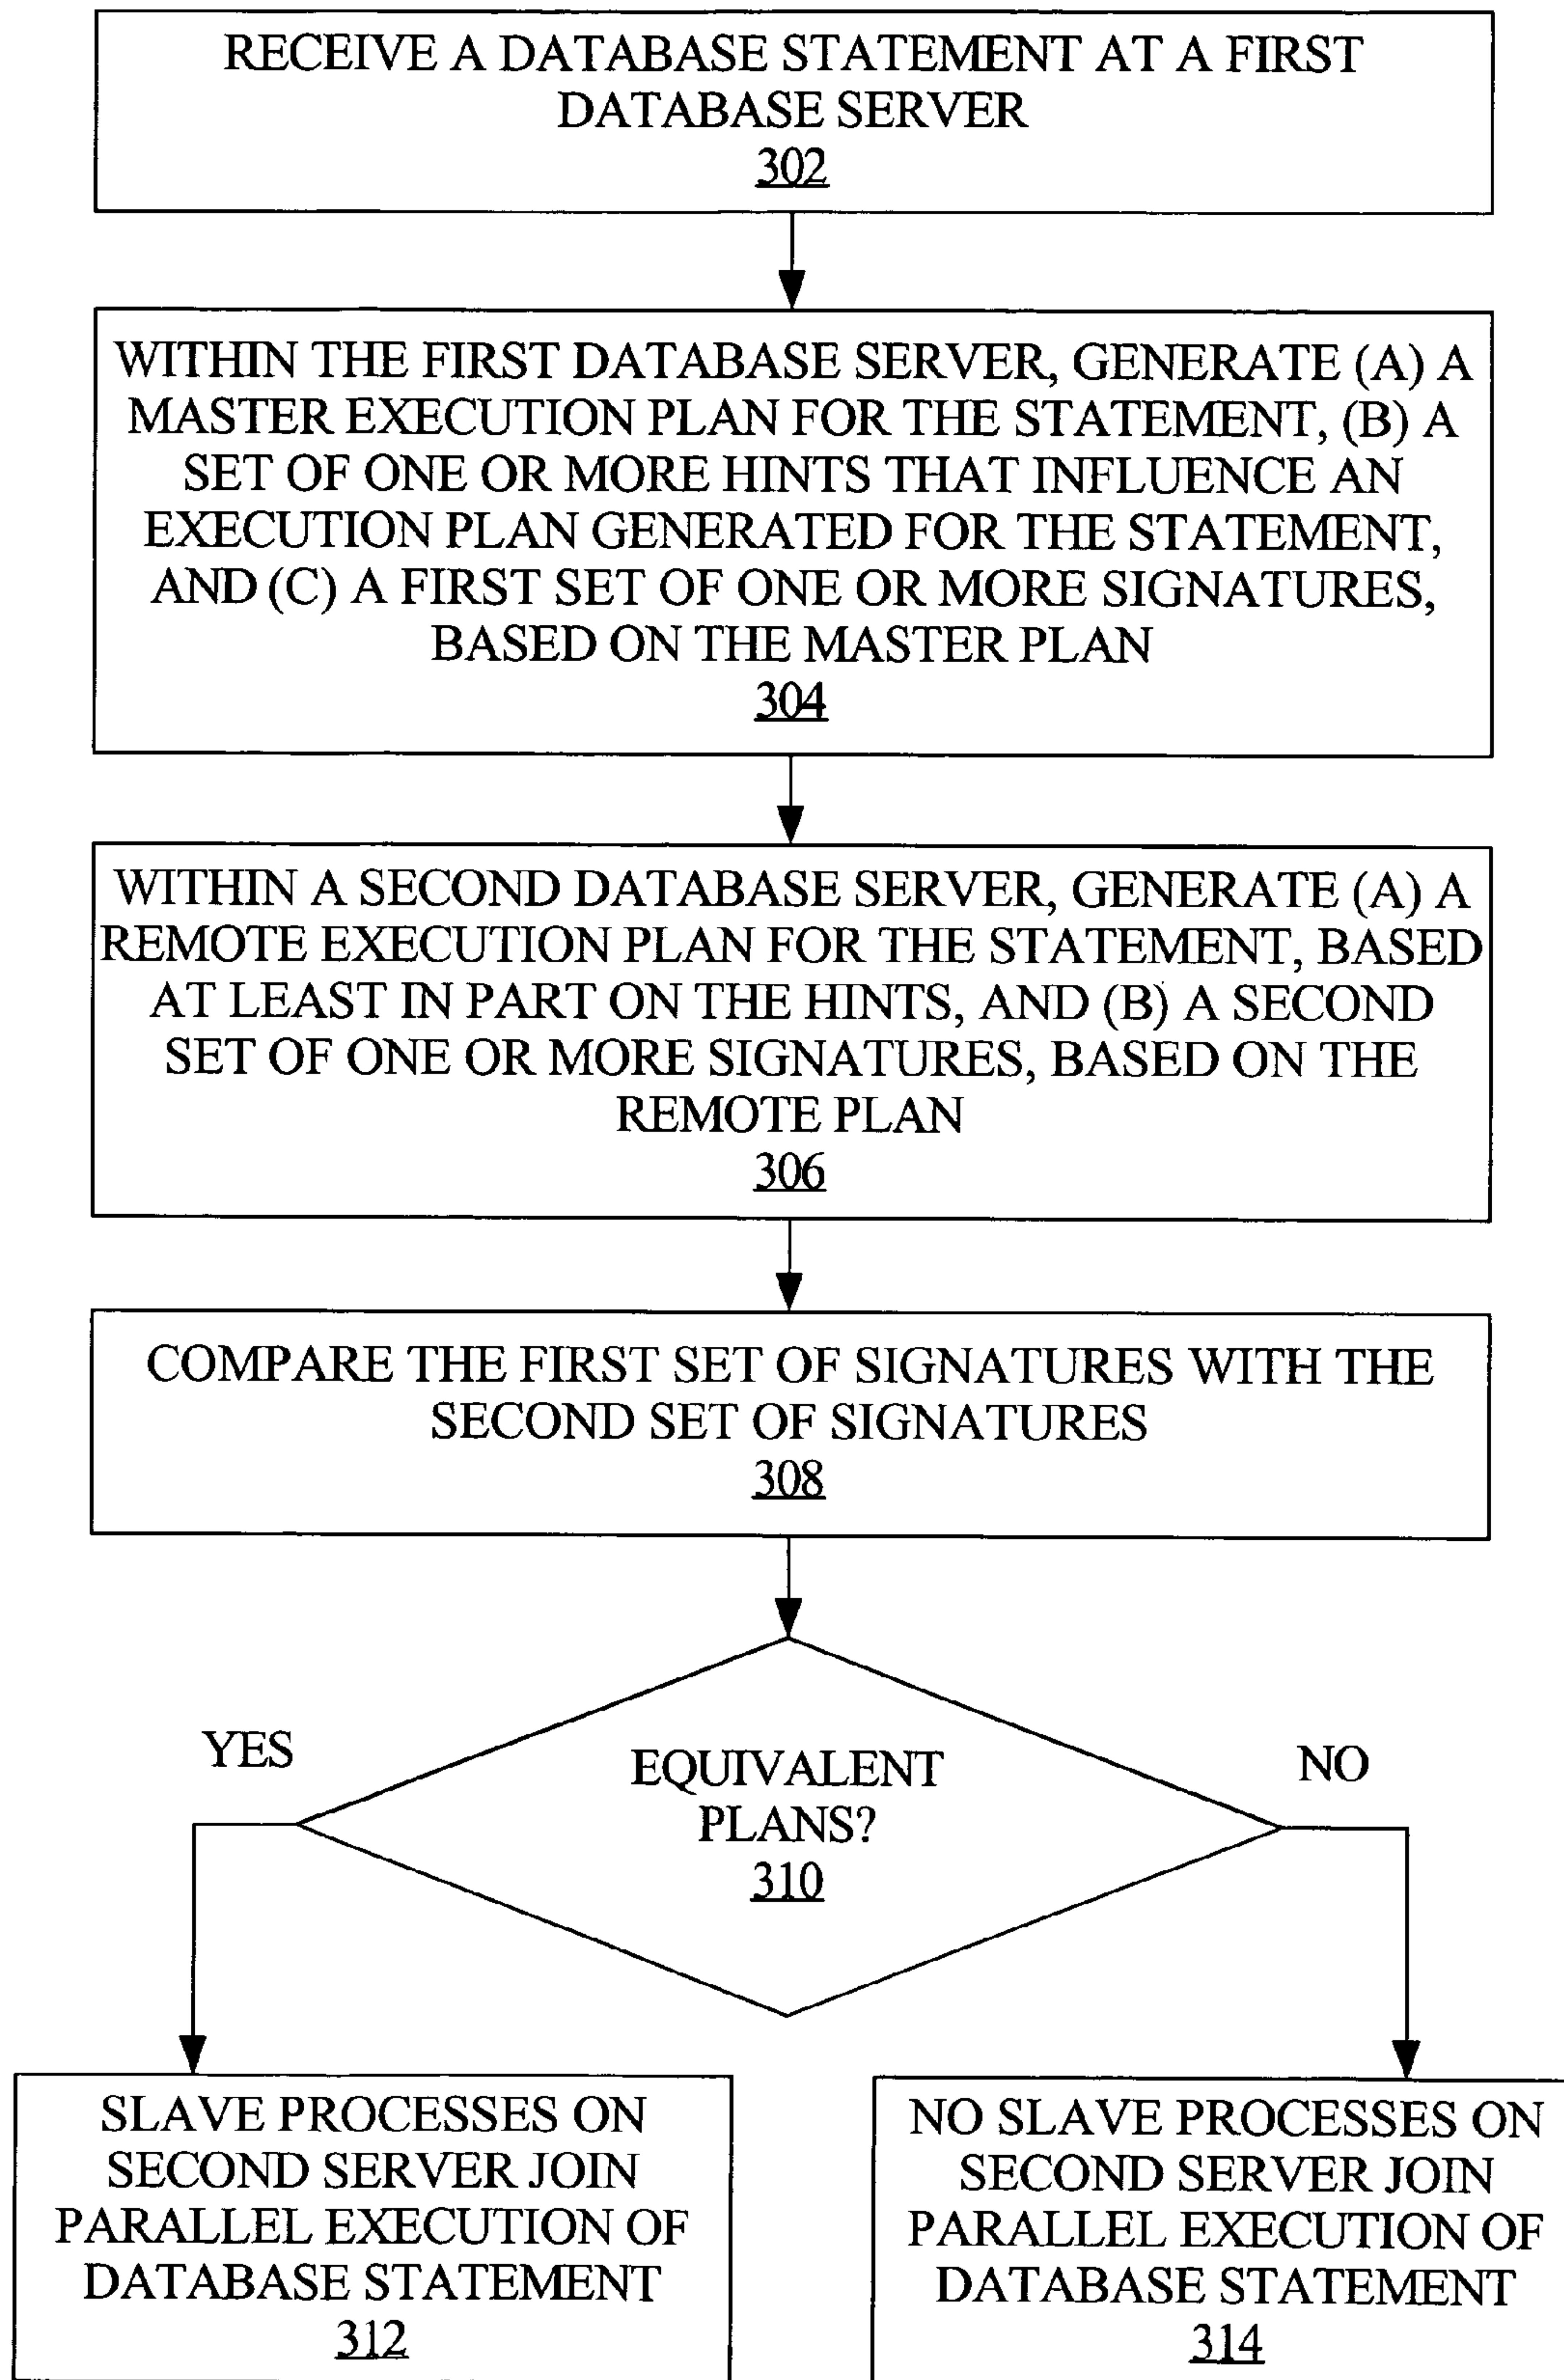 RECEIVE A DATABASE STATEMENT AT A FIRST
DATABASE SERVER
302
WITHIN THE FIRST DATABASE SERVER, GENERATE (A) A
MASTER EXECUTION PLAN FOR THE STATEMENT, (B) A
SET OF ONE OR MORE HINTS THAT INFLUENCE AN
EXECUTION PLAN GENERATED FOR THE STATEMENT,
AND (C) A FIRST SET OF ONE OR MORE SIGNATURES,
BASED ON THE MASTER PLAN
304
WITHIN A SECOND DATABASE SERVER, GENERATE (A) A
REMOTE EXECUTION PLAN FOR THE STATEMENT, BASED
AT LEAST IN PART ON THE HINTS, AND (B) A SECOND
SET OF ONE OR MORE SIGNATURES, BASED ON THE
REMOTE PLAN
306
COMPARE THE FIRST SET OF SIGNATURES WITH THE
SECOND SET OF SIGNATURES
308
YES
EQUIVALENT
PLANS?
310
NO
SLAVE PROCESSES ON
SECOND SERVER JOIN
PARALLEL EXECUTION OF
DATABASE STATEMENT
312
NO SLAVE PROCESSES ON
SECOND SERVER JOIN
PARALLEL EXECUTION OF
DATABASE STATEMENT
314